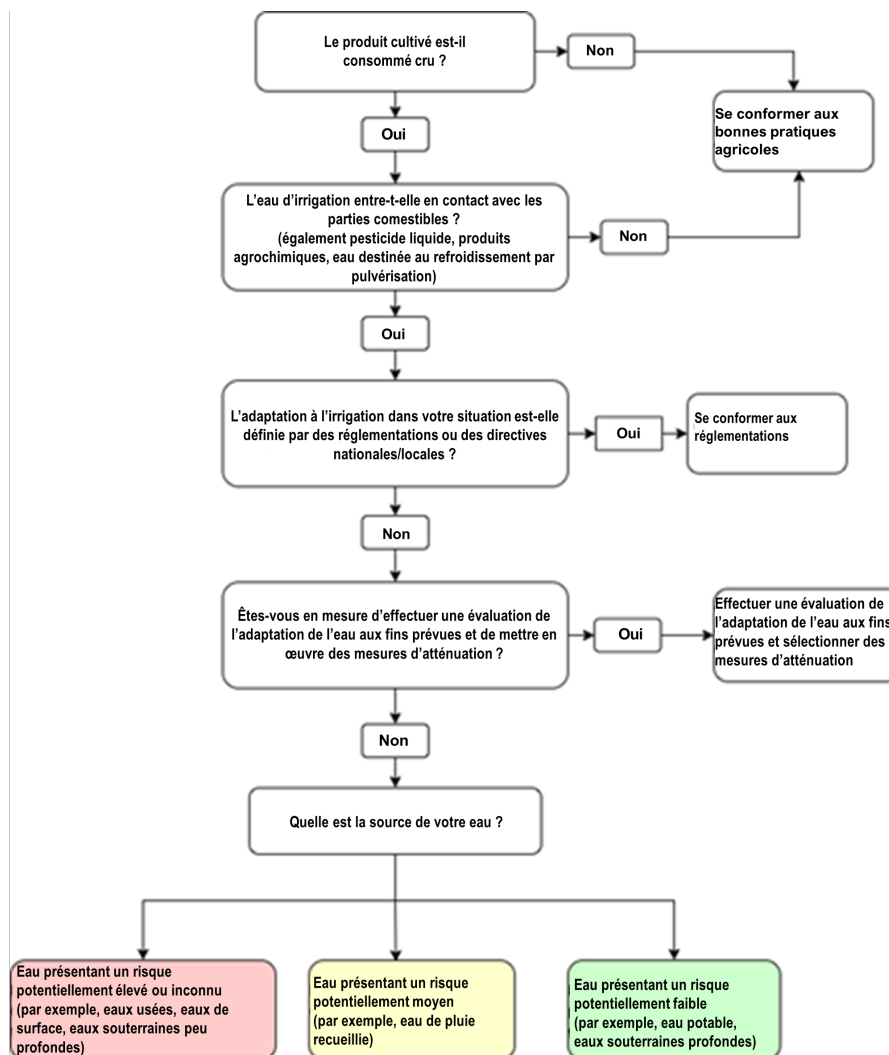 Le produit cultivé est-il
consommé cru ?
Non
Se conformer aux
bonnes pratiques
agricoles
Oui
L'eau d'irrigation entre-t-elle en contact avec les
parties comestibles ?
(également pesticide liquide, produits
agrochimiques, eau destinée au refroidissement par
pulvérisation)
Non
Oui
L'adaptation à l'irrigation dans votre situation est-elle
définie par des réglementations ou des directives
nationales/locales ?
Oui
Se conformer aux
réglementations
Non
Êtes-vous en mesure d'effectuer une évaluation de
l'adaptation de l'eau aux fins prévues et de mettre en
œuvre des mesures d'atténuation ?
Oui
Effectuer une évaluation de
l'adaptation de l'eau aux fins
prévues et sélectionner des
mesures d'atténuation
Non
Quelle est la source de votre eau ?
Eau présentant un risque
potentiellement élevé ou inconnu
(par exemple, eaux usées, eaux de
surface, eaux souterraines peu
profondes)
Eau présentant un risque
potentiellement moyen
(par exemple, eau de pluie
recueillie)
Eau présentant un risque
potentiellement faible
(par exemple, eau potable,
eaux souterraines profondes)